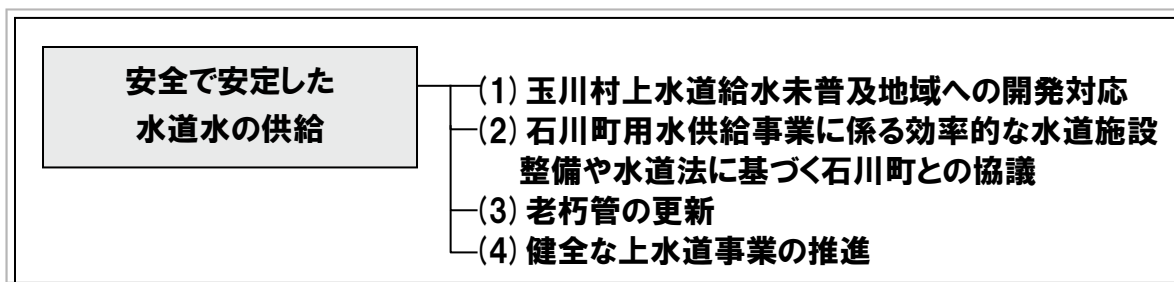 安全で安定した
水道水の供給
(1) 玉川村上水道給水未普及地域への開発対応
(2) 石川町用水供給事業に係る効率的な水道施設
整備や水道法に基づく石川町との協議
(3) 老朽管の更新
(4) 健全な上水道事業の推進